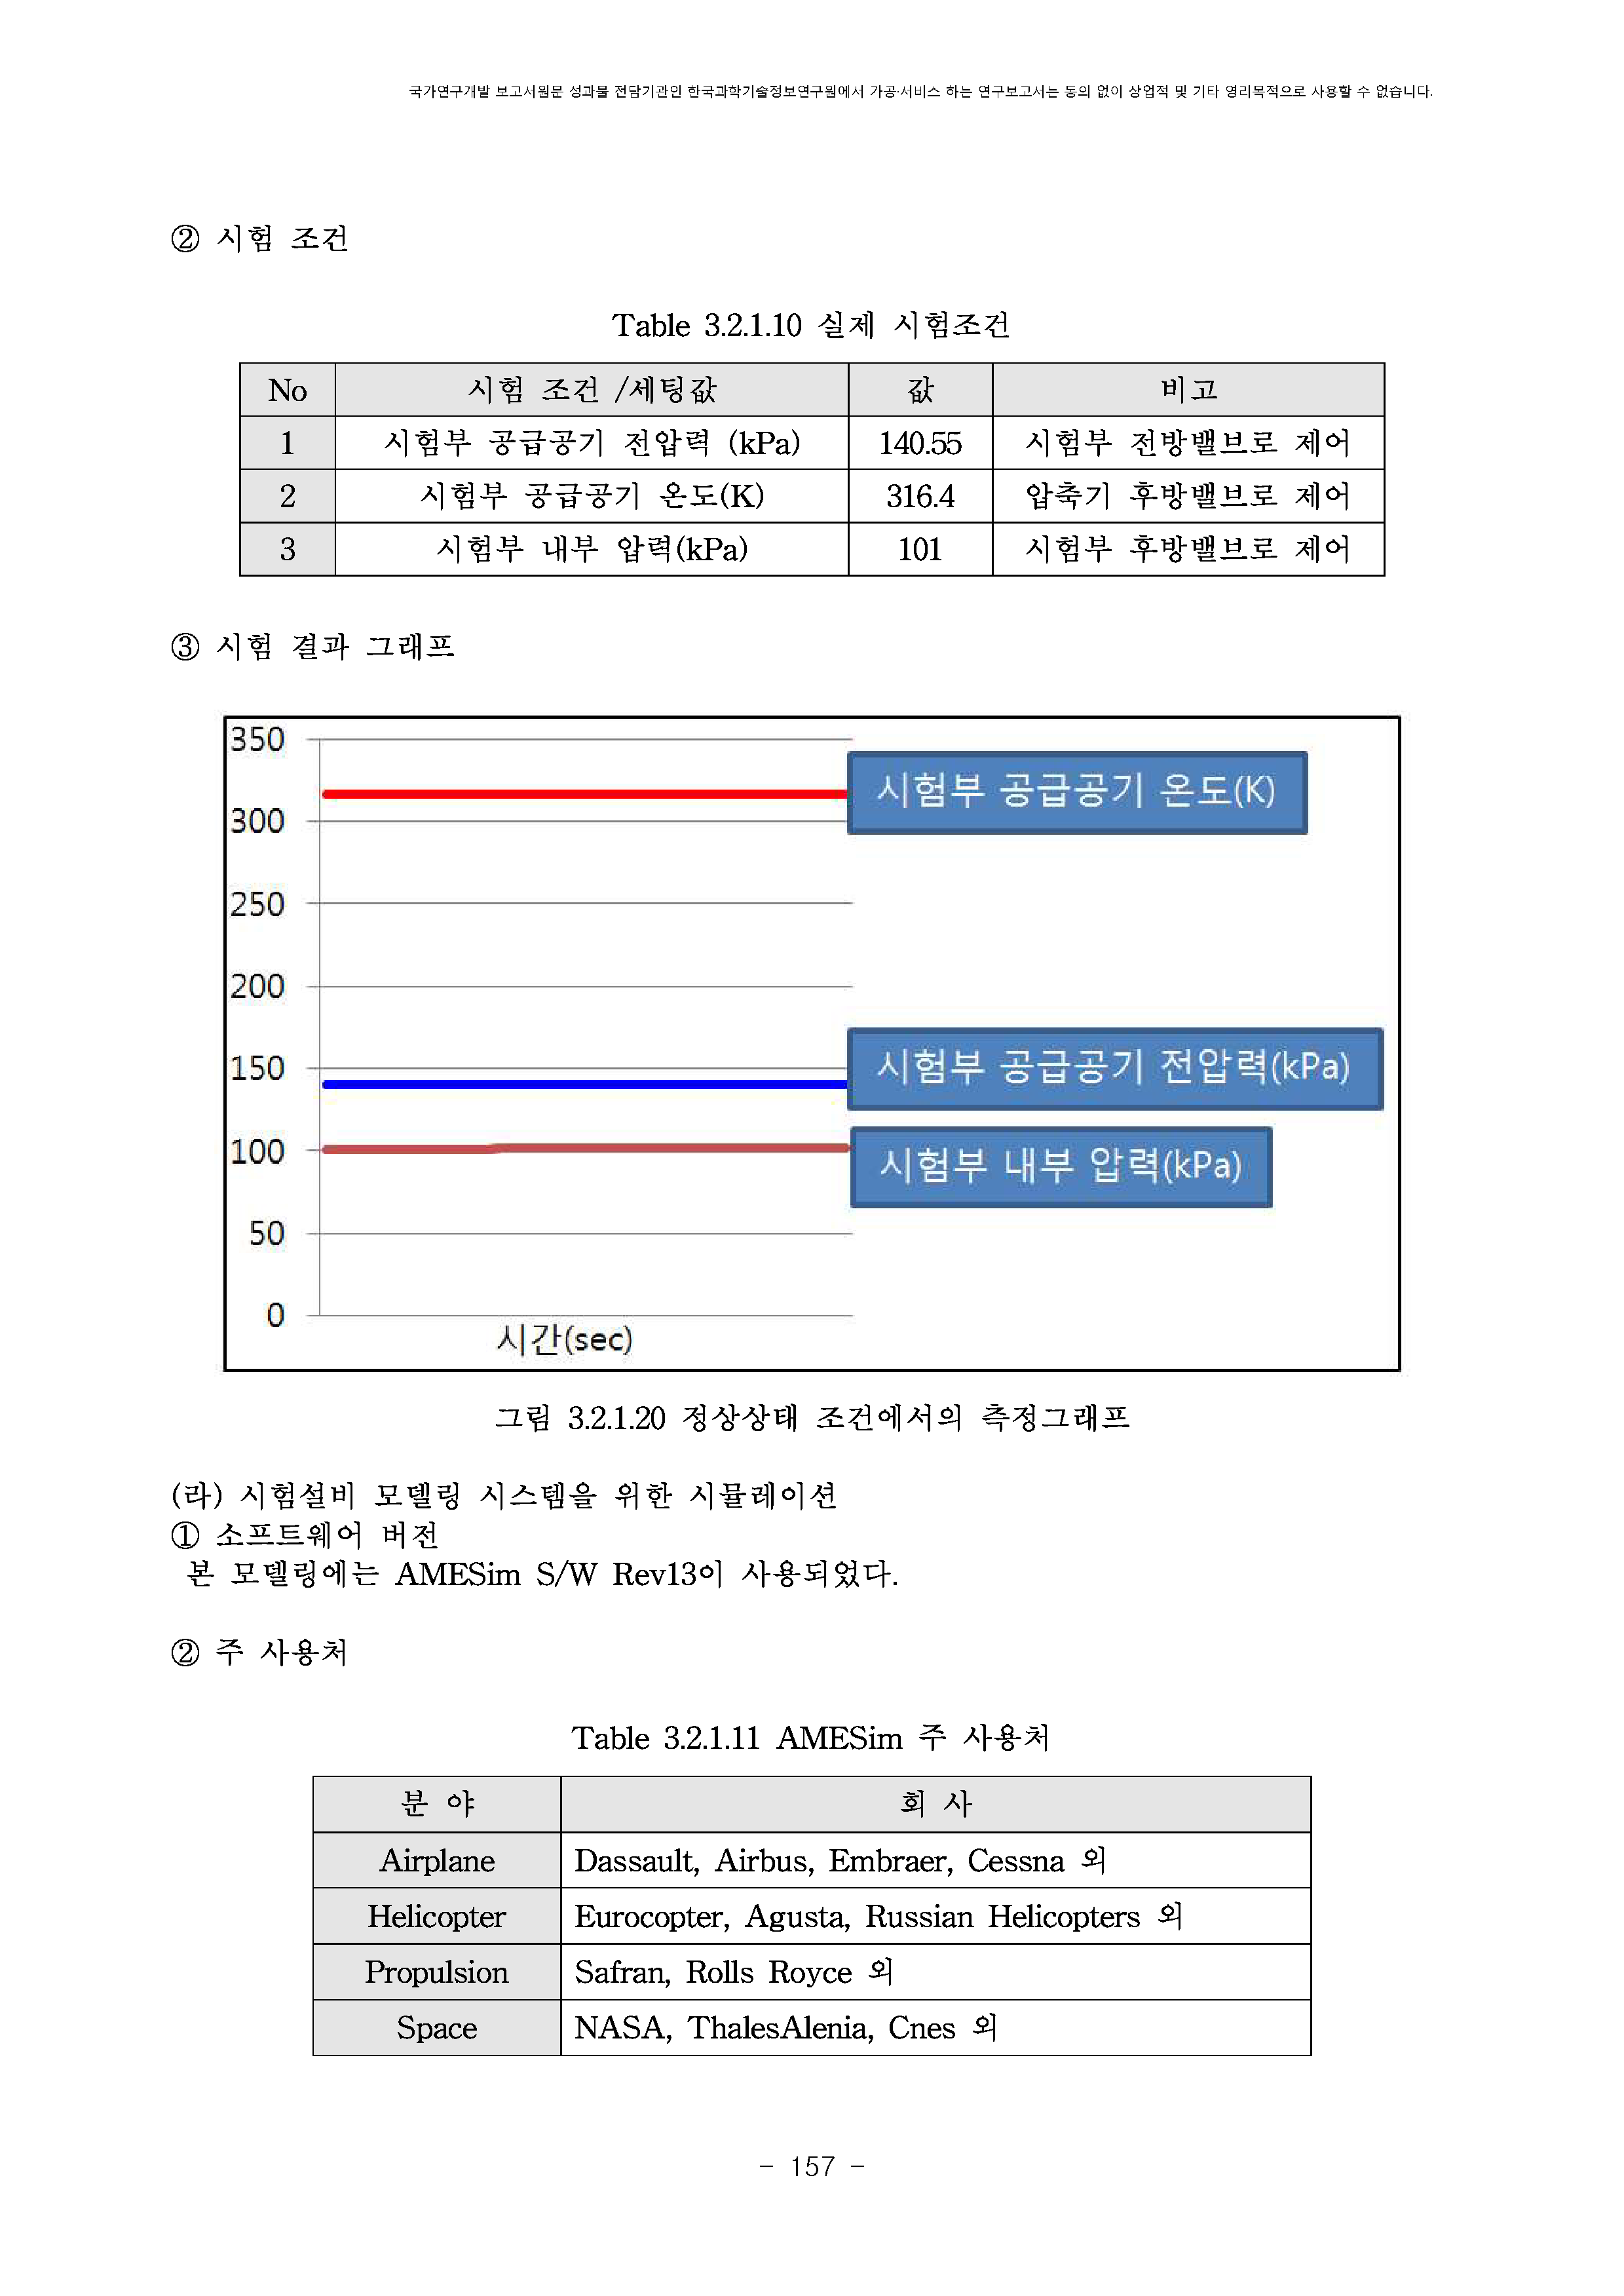 국가연구개발 보고서원문 성과물 전담기관인 한국과학기술정보연구원에서 가공·서비스 하는 연구보고서는 동의 없이 상업적 및 기타 영리목적으로 사용할 수 없습니다.
② 시험 조건
Table 3.2.1.10 실제 시험조건
No 시험 조건 /세팅값 값 비고
1 시험부 공급공기 전압력 (kPa) 140.55 시험부 전방밸브로 제어
2 시험부 공급공기 온도(K) 316.4 압축기 후방밸브로 제어
3 시험부 내부 압력(kPa) 101 시험부 후방밸브로 제어
③ 시험 결과 그래프
350
시험부 공급공기 온도(K)
300
250
200
150
시험부 공급공기 전압력(kPa)
100
시험부 내부 압력(kPa)
50
0
시간(sec)
그림 3.2.1.20 정상상태 조건에서의 측정그래프
(라) 시험설비 모델링 시스템을 위한 시뮬레이션
① 소프트웨어 버전
본 모델링에는 AMESim S/W Rev13이 사용되었다.
② 주 사용처
Table 3.2.1.11 AMESim 주 사용처
분 야 회 사
Airplane Dassault, Airbus, Embraer, Cessna 외
Helicopter Eurocopter, Agusta, Russian Helicopters 외
Propulsion Safran, Rolls Royce 외
Space NASA, ThalesAlenia, Cnes 외
- 157 -